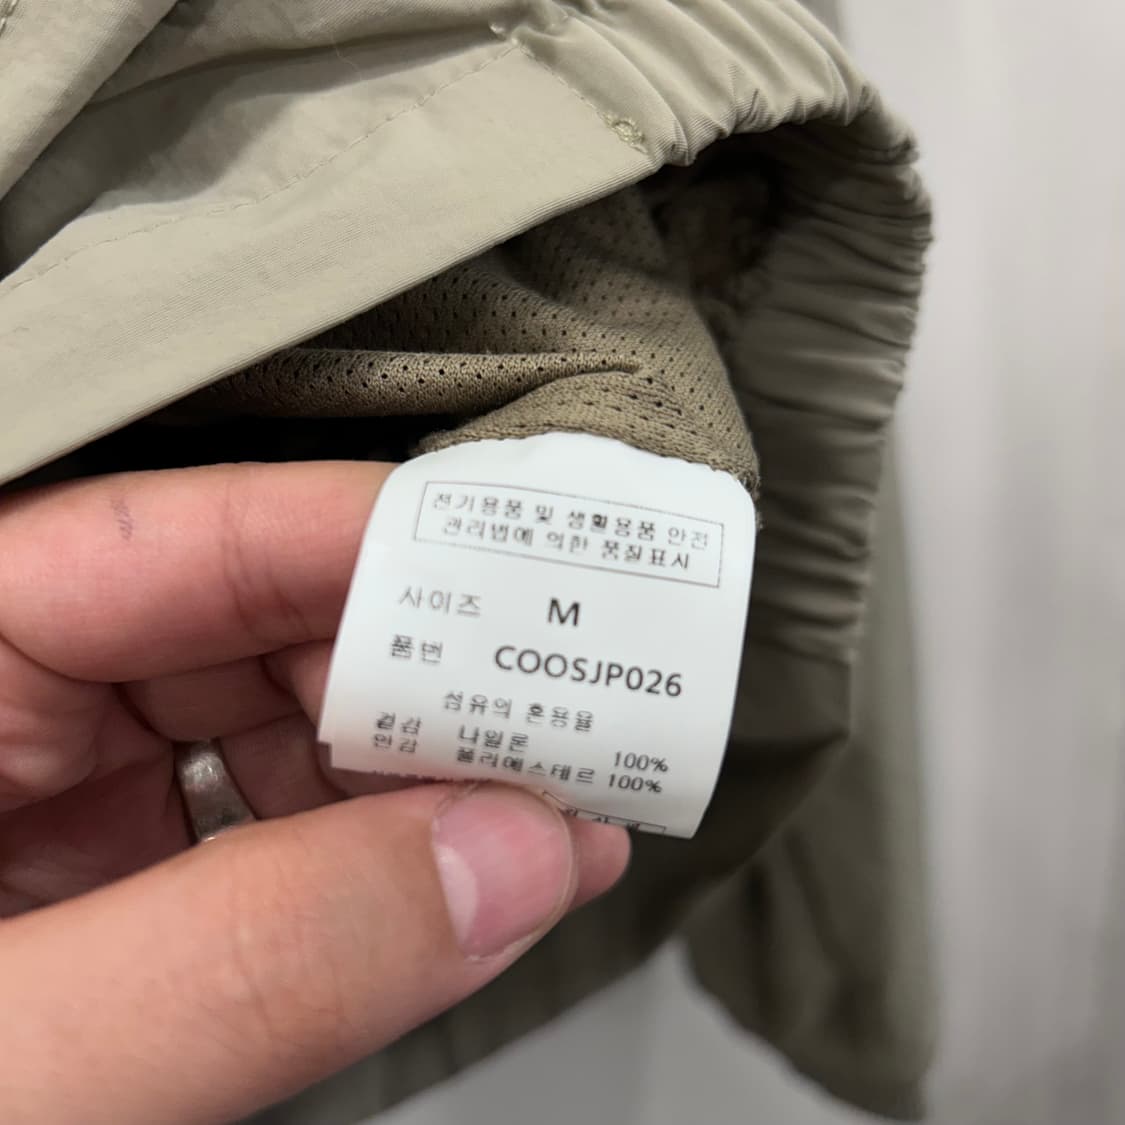 전기용품 및 생활용품 안전
관리법에 의한 품질표시
사이즈 M
품번 COOSJP026
섬유의 혼용율
겉감 나일론 100%
안감 폴리에스테르 100%